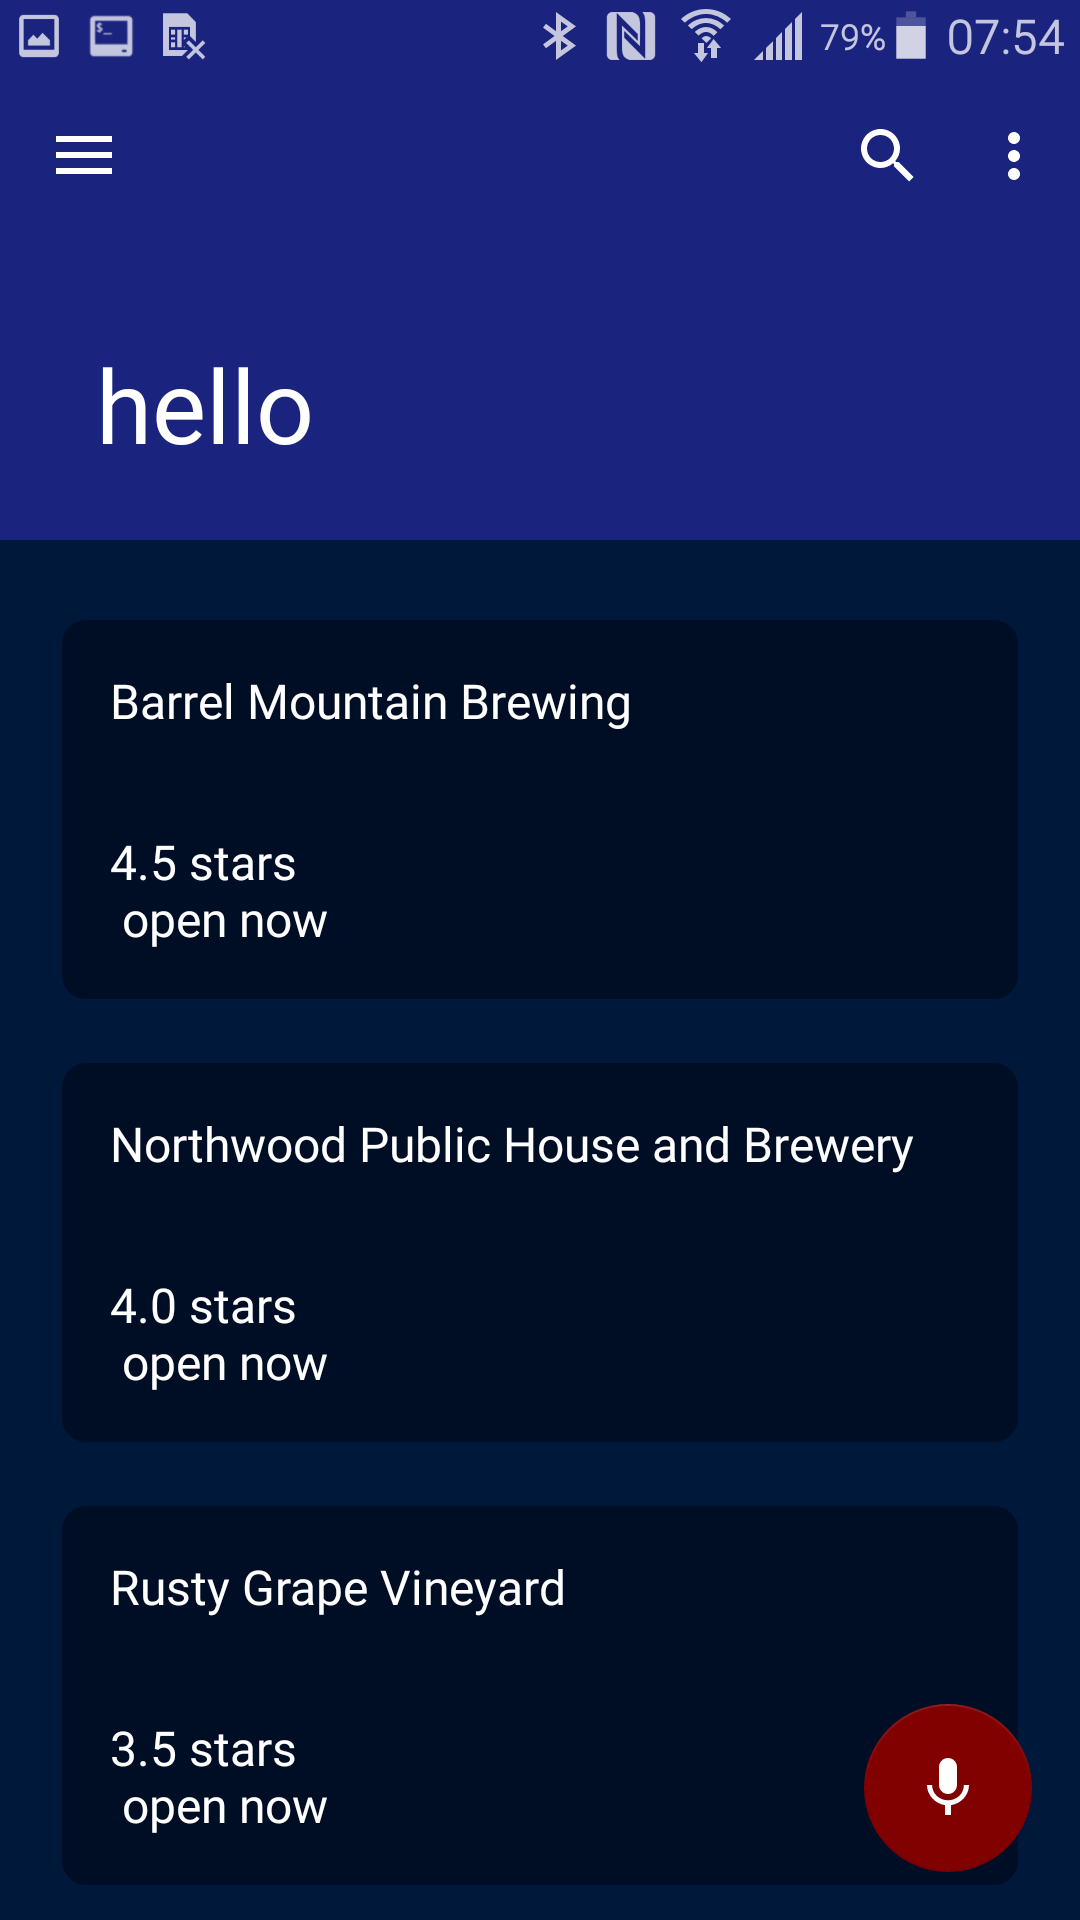 79% 07:54
hello
Barrel Mountain Brewing
4.5 stars
open now
Northwood Public House and Brewery
4.0 stars
open now
Rusty Grape Vineyard
3.5 stars
open now